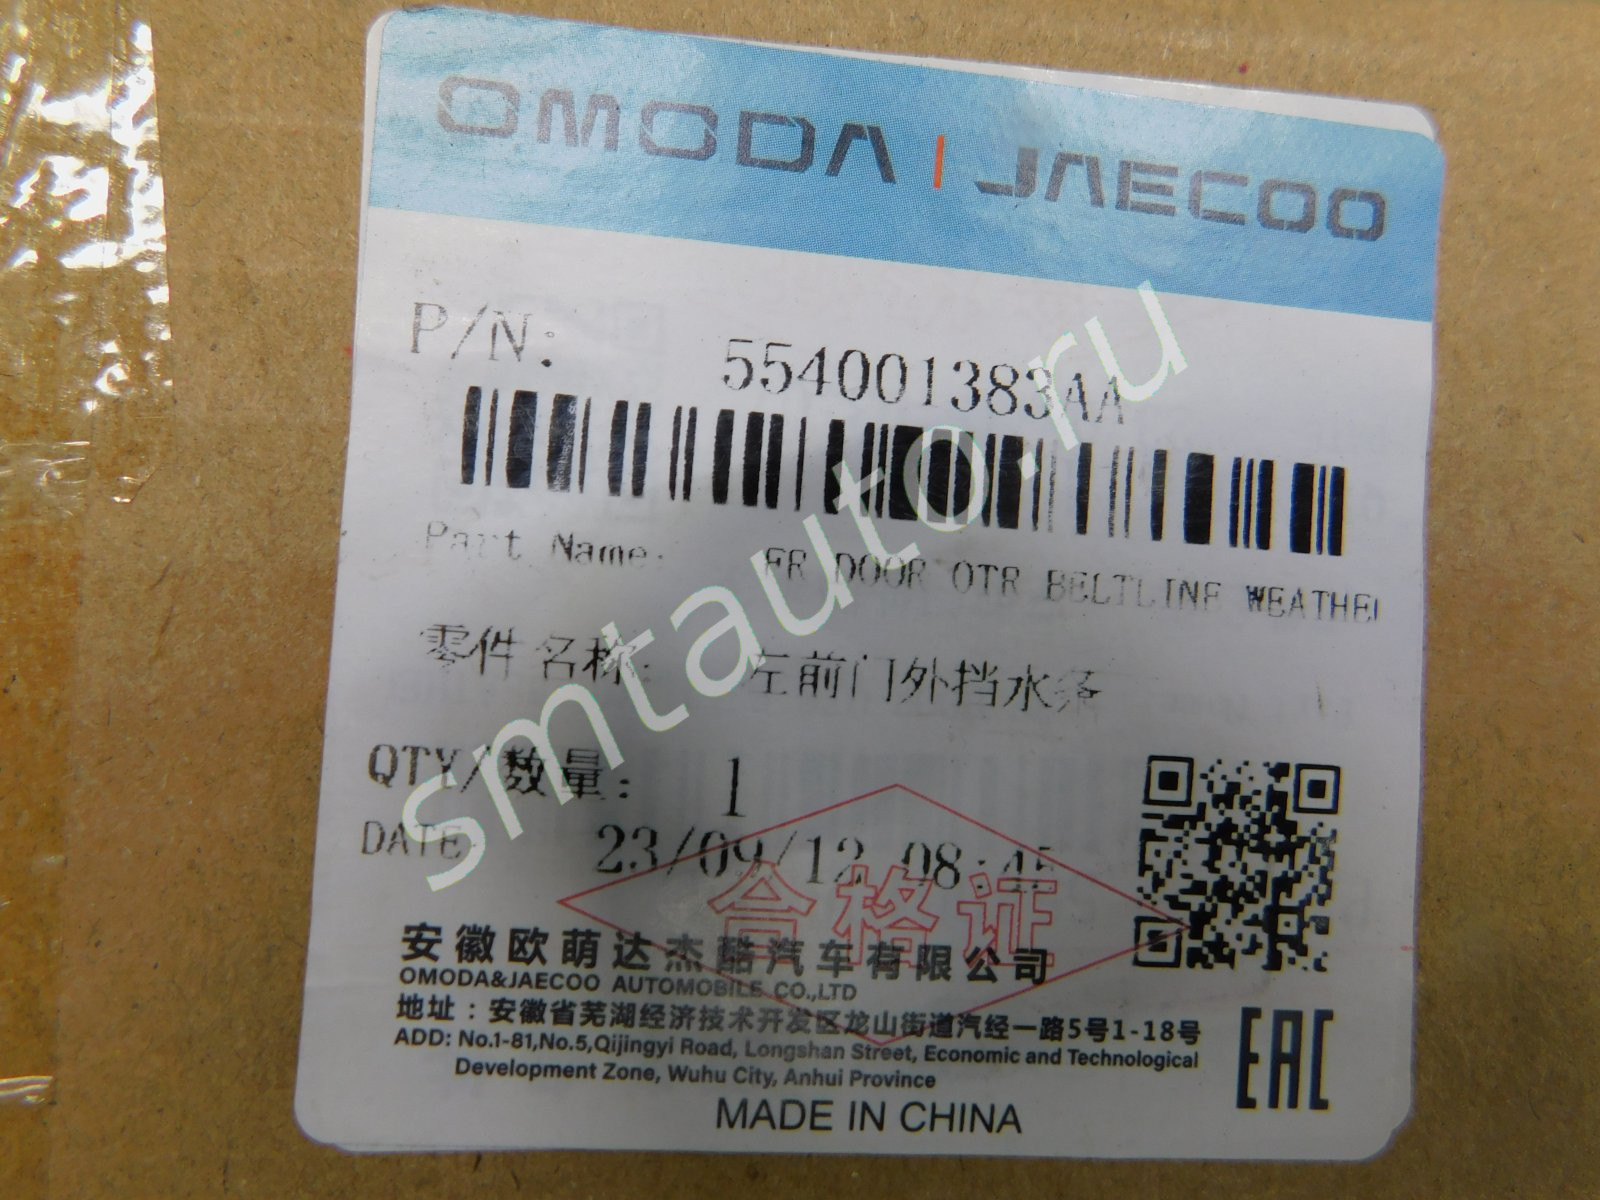 OMODA | JAECOO
P/N: 554001383AA
Part Name: FR DOOR OTR BELTLINE WEATHER
零件名称: 左前门外挡水条
QTY/数量: 1
DATE 23/09/12 08:45
合格证
安徽欧萌达杰酷汽车有限公司
OMODA&JAECOO AUTOMOBILE CO.,LTD
地址：安徽省芜湖经济技术开发区龙山街道汽经一路5号1-18号
ADD: No.1-81,No.5,Qijingyi Road, Longshan Street, Economic and Technological
Development Zone, Wuhu City, Anhui Province
EAC
MADE IN CHINA
smtauto.ru